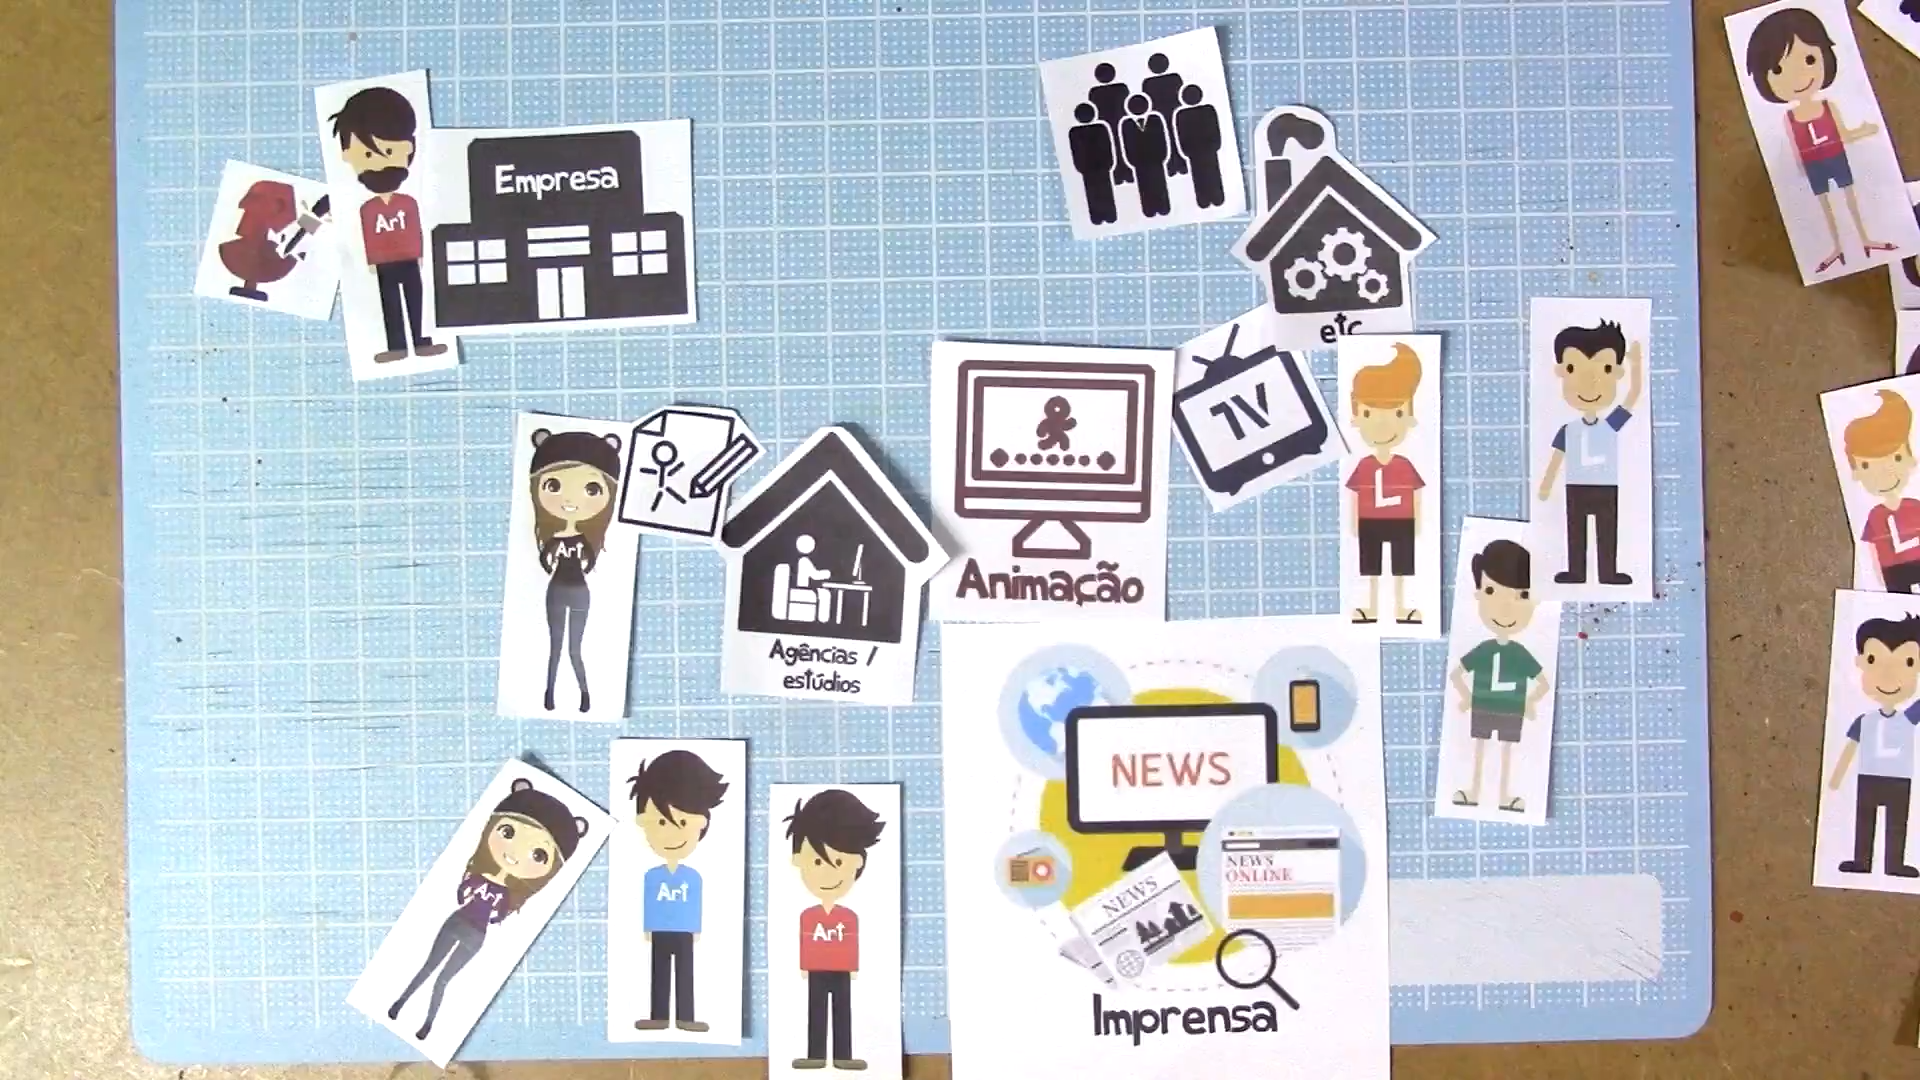 Empresa
Art
L
etc
TV
L
L
L
Art
L
Animação
Agências /
estúdios
L
L
NEWS
NEWS
ONLINE
NEWS
Art
Art
Art
Imprensa